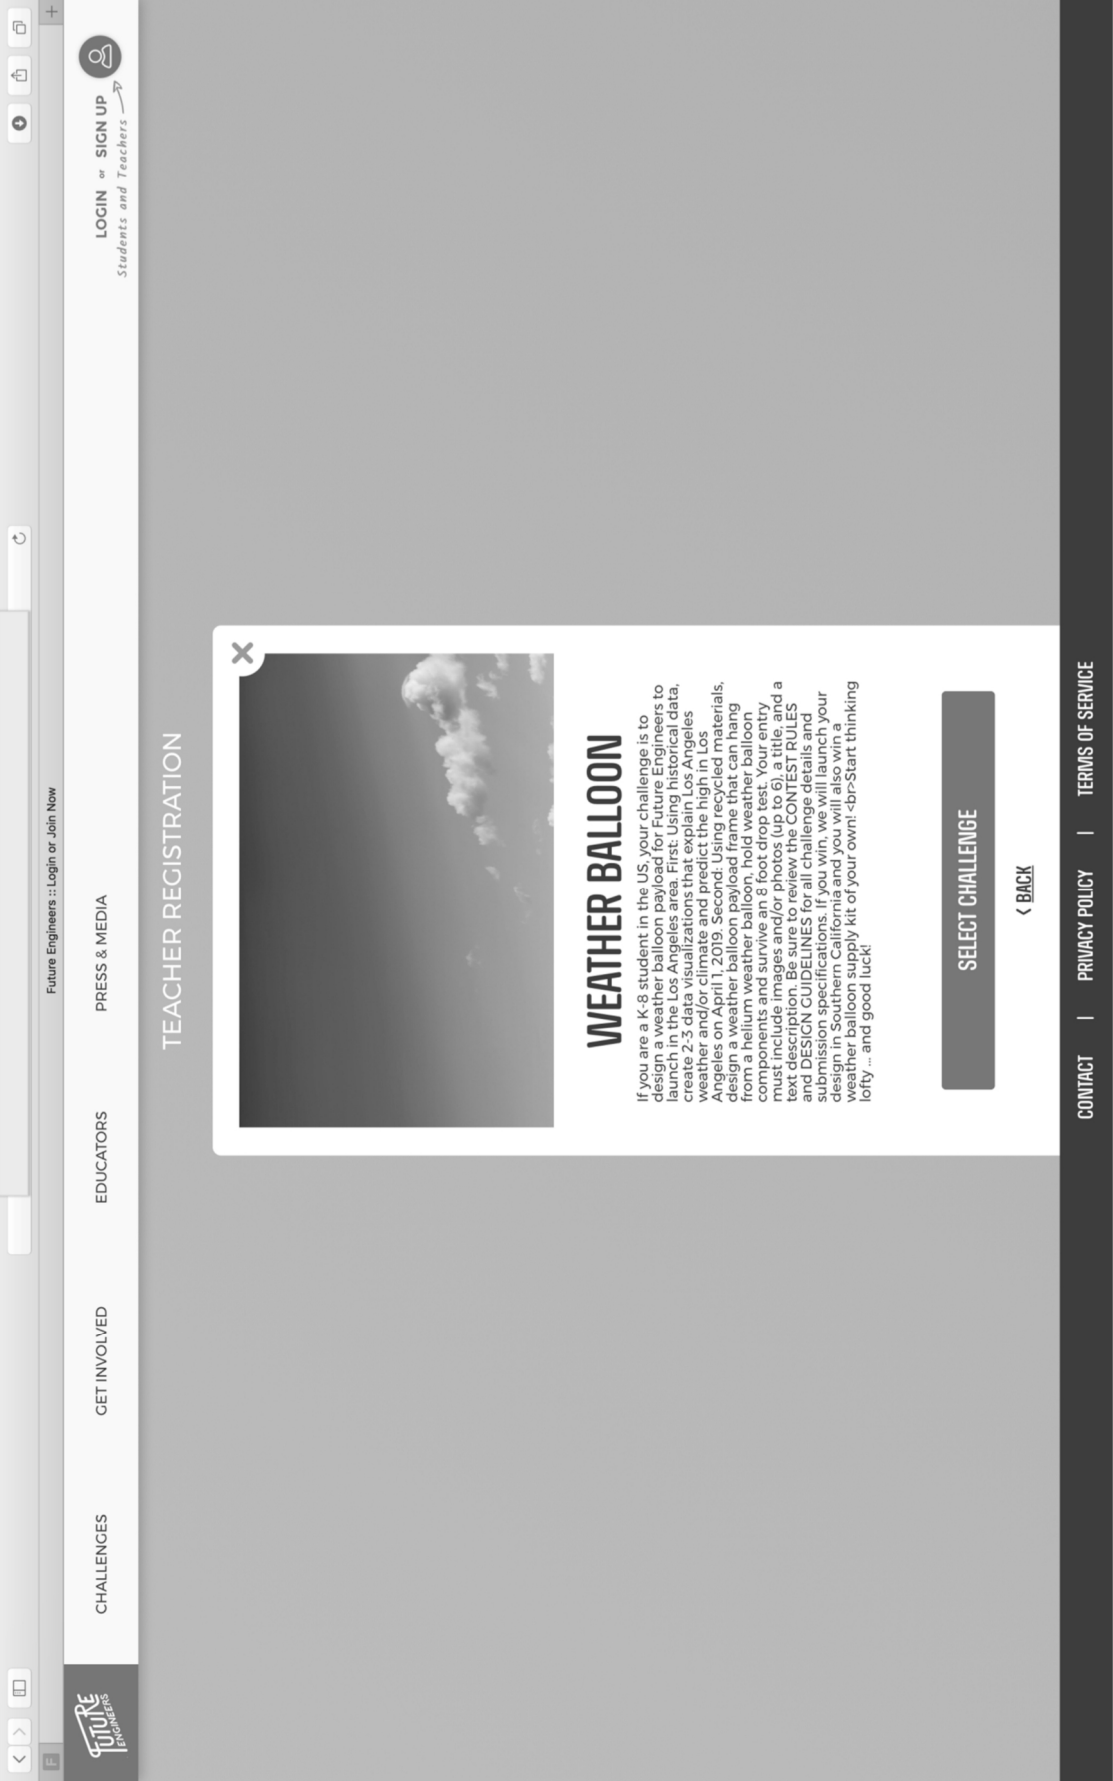 Future Engineers :: Login or Join Now
FUTURE
ENGINEERS
CHALLENGES
GET INVOLVED
EDUCATORS
PRESS & MEDIA
LOGIN or SIGN UP
Students and Teachers
TEACHER REGISTRATION
WEATHER BALLOON
If you are a K-8 student in the US, your challenge is to
design a weather balloon payload for Future Engineers to
launch in the Los Angeles area. First: Using historical data,
create 2-3 data visualizations that explain Los Angeles
weather and/or climate and predict the high in Los
Angeles on April 1, 2019. Second: Using recycled materials,
design a weather balloon payload frame that can hang
from a helium weather balloon, hold weather balloon
components and survive an 8 foot drop test. Your entry
must include images and/or photos (up to 6), a title, and a
text description. Be sure to review the CONTEST RULES
and DESIGN GUIDELINES for all challenge details and
submission specifications. If you win, we will launch your
design in Southern California and you will also win a
weather balloon supply kit of your own! <br>Start thinking
lofty ... and good luck!
SELECT CHALLENGE
< BACK
CONTACT | PRIVACY POLICY | TERMS OF SERVICE